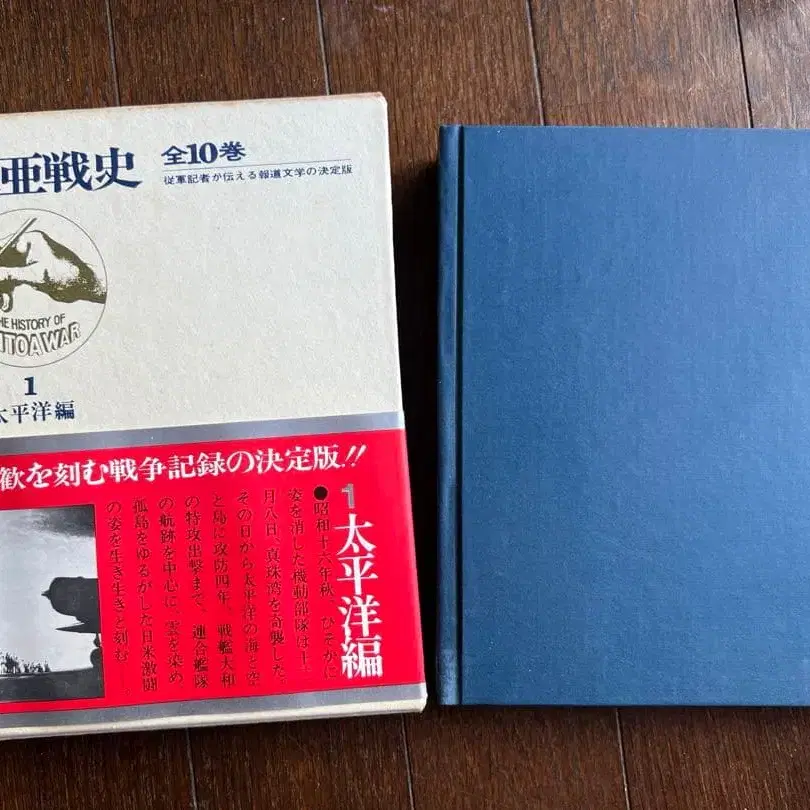 亜戦史
全10巻
従軍記者が伝える報道文学の決定版
HE HISTORY OF
TOA WAR
1
太平洋編
歓を刻む戦争記録の決定版!!
1 太平洋編
●昭和十六年秋、ひそかに
姿を消した機動部隊は十二
月八日、真珠湾を奇襲した。
その日から太平洋の海と空
と島に攻防四年、戦艦大和
の特攻出撃まで、連合艦隊
の航跡を中心に、雲を染め
孤島をゆるがした日米激闘
の姿を生き生きと刻む――。